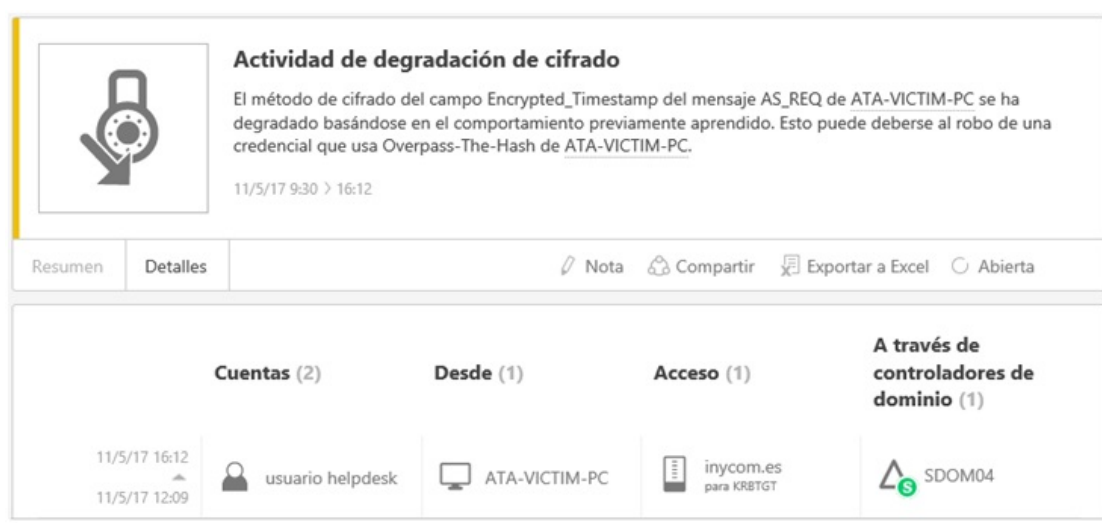 Actividad de degradación de cifrado
El método de cifrado del campo Encrypted_Timestamp del mensaje AS_REQ de ATA-VICTIM-PC se ha
degradado basándose en el comportamiento previamente aprendido. Esto puede deberse al robo de una
credencial que usa Overpass-The-Hash de ATA-VICTIM-PC.
11/5/17 9:30 > 16:12
Resumen Detalles Nota Compartir Exportar a Excel Abierta
Cuentas (2) Desde (1) Acceso (1) A través de
controladores de
dominio (1)
11/5/17 16:12
11/5/17 12:09
usuario helpdesk
ATA-VICTIM-PC
inycom.es
para KRBTGT
S
SDOM04